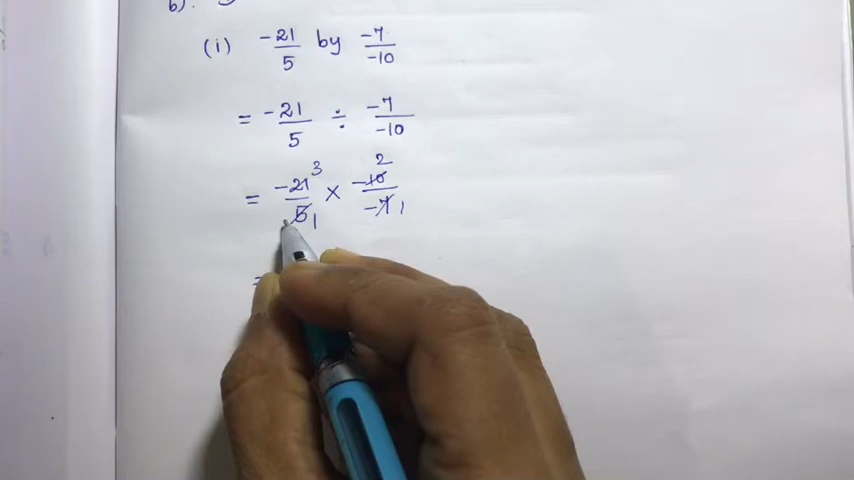 b).
(i) -21/5 by -7/-10
= -21/5 ÷ -7/-10
= -21/5 3 1 × -10/-7 2 1
=